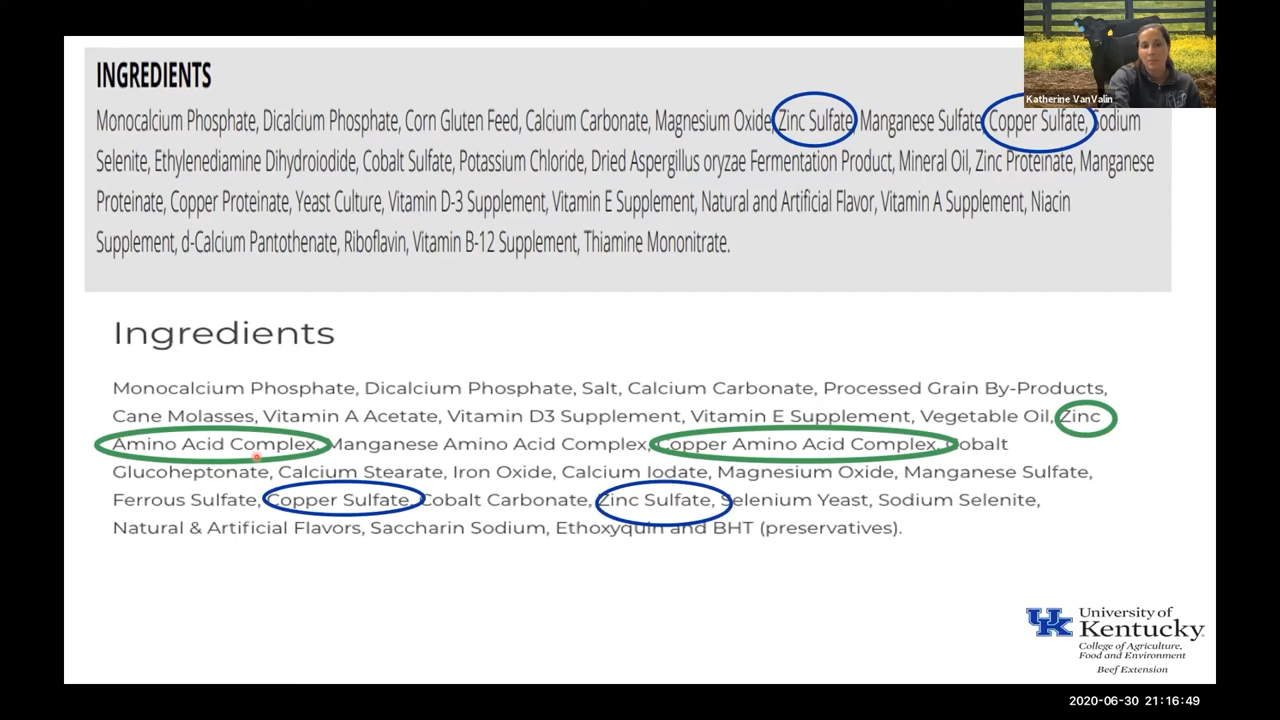 Katherine VanValin
INGREDIENTS
Monocalcium Phosphate, Dicalcium Phosphate, Corn Gluten Feed, Calcium Carbonate, Magnesium Oxide, Zinc Sulfate, Manganese Sulfate, Copper Sulfate, Sodium
Selenite, Ethylenediamine Dihydroiodide, Cobalt Sulfate, Potassium Chloride, Dried Aspergillus oryzae Fermentation Product, Mineral Oil, Zinc Proteinate, Manganese
Proteinate, Copper Proteinate, Yeast Culture, Vitamin D-3 Supplement, Vitamin E Supplement, Natural and Artificial Flavor, Vitamin A Supplement, Niacin
Supplement, d-Calcium Pantothenate, Riboflavin, Vitamin B-12 Supplement, Thiamine Mononitrate.
Ingredients
Monocalcium Phosphate, Dicalcium Phosphate, Salt, Calcium Carbonate, Processed Grain By-Products,
Cane Molasses, Vitamin A Acetate, Vitamin D3 Supplement, Vitamin E Supplement, Vegetable Oil, Zinc
Amino Acid Complex, Manganese Amino Acid Complex, Copper Amino Acid Complex, Cobalt
Glucoheptonate, Calcium Stearate, Iron Oxide, Calcium Iodate, Magnesium Oxide, Manganese Sulfate,
Ferrous Sulfate, Copper Sulfate, Cobalt Carbonate, Zinc Sulfate, Selenium Yeast, Sodium Selenite,
Natural & Artificial Flavors, Saccharin Sodium, Ethoxyquin and BHT (preservatives).
UK
University of
Kentucky
College of Agriculture,
Food and Environment
Beef Extension
2020-06-30 21:16:49